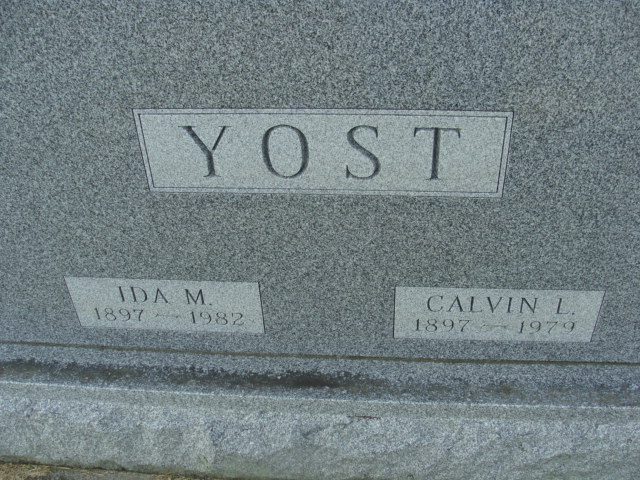 YOST
IDA M.
1897 — 1982
CALVIN L.
1897 — 1979